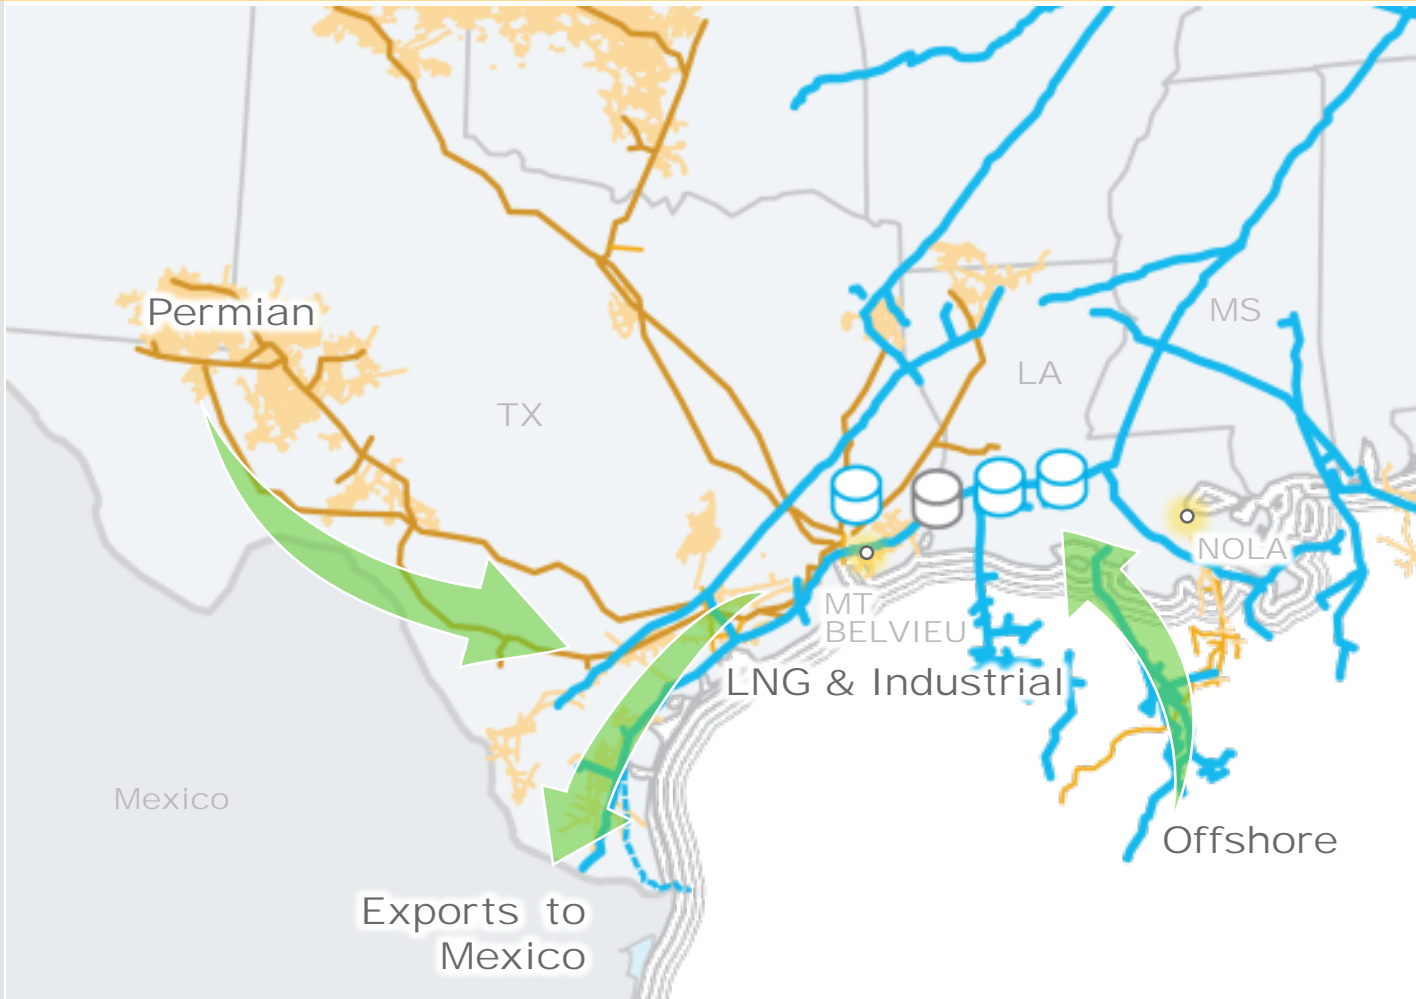 Permian
MS
LA
TX
NOLA
MT
BELVIEU
LNG & Industrial
Mexico
Offshore
Exports to
Mexico